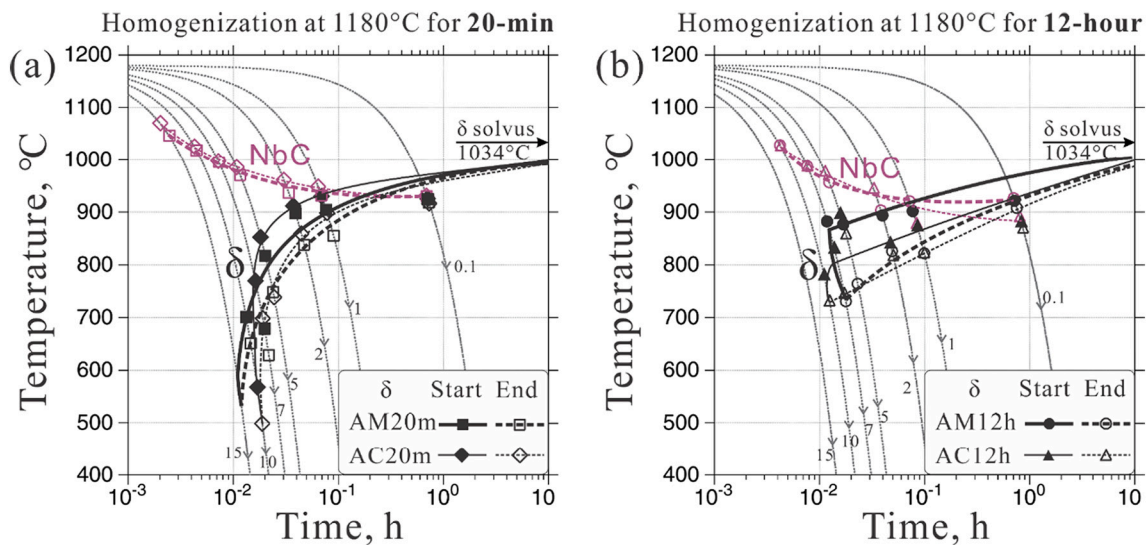 Homogenization at 1180°C for 20-min
(a)
Temperature, °C
1200
1100
1000
900
800
700
600
500
400
NbC
δ
δ solvus
1034°C
0.1
1
2
5
7
10
15
δ Start End
AM20m
AC20m
10-3 10-2 10-1 100 10
Time, h
Homogenization at 1180°C for 12-hour
(b)
Temperature, °C
1200
1100
1000
900
800
700
600
500
400
NbC
δ
δ solvus
1034°C
0.1
1
2
5
7
10
15
δ Start End
AM12h
AC12h
10-3 10-2 10-1 100 10
Time, h